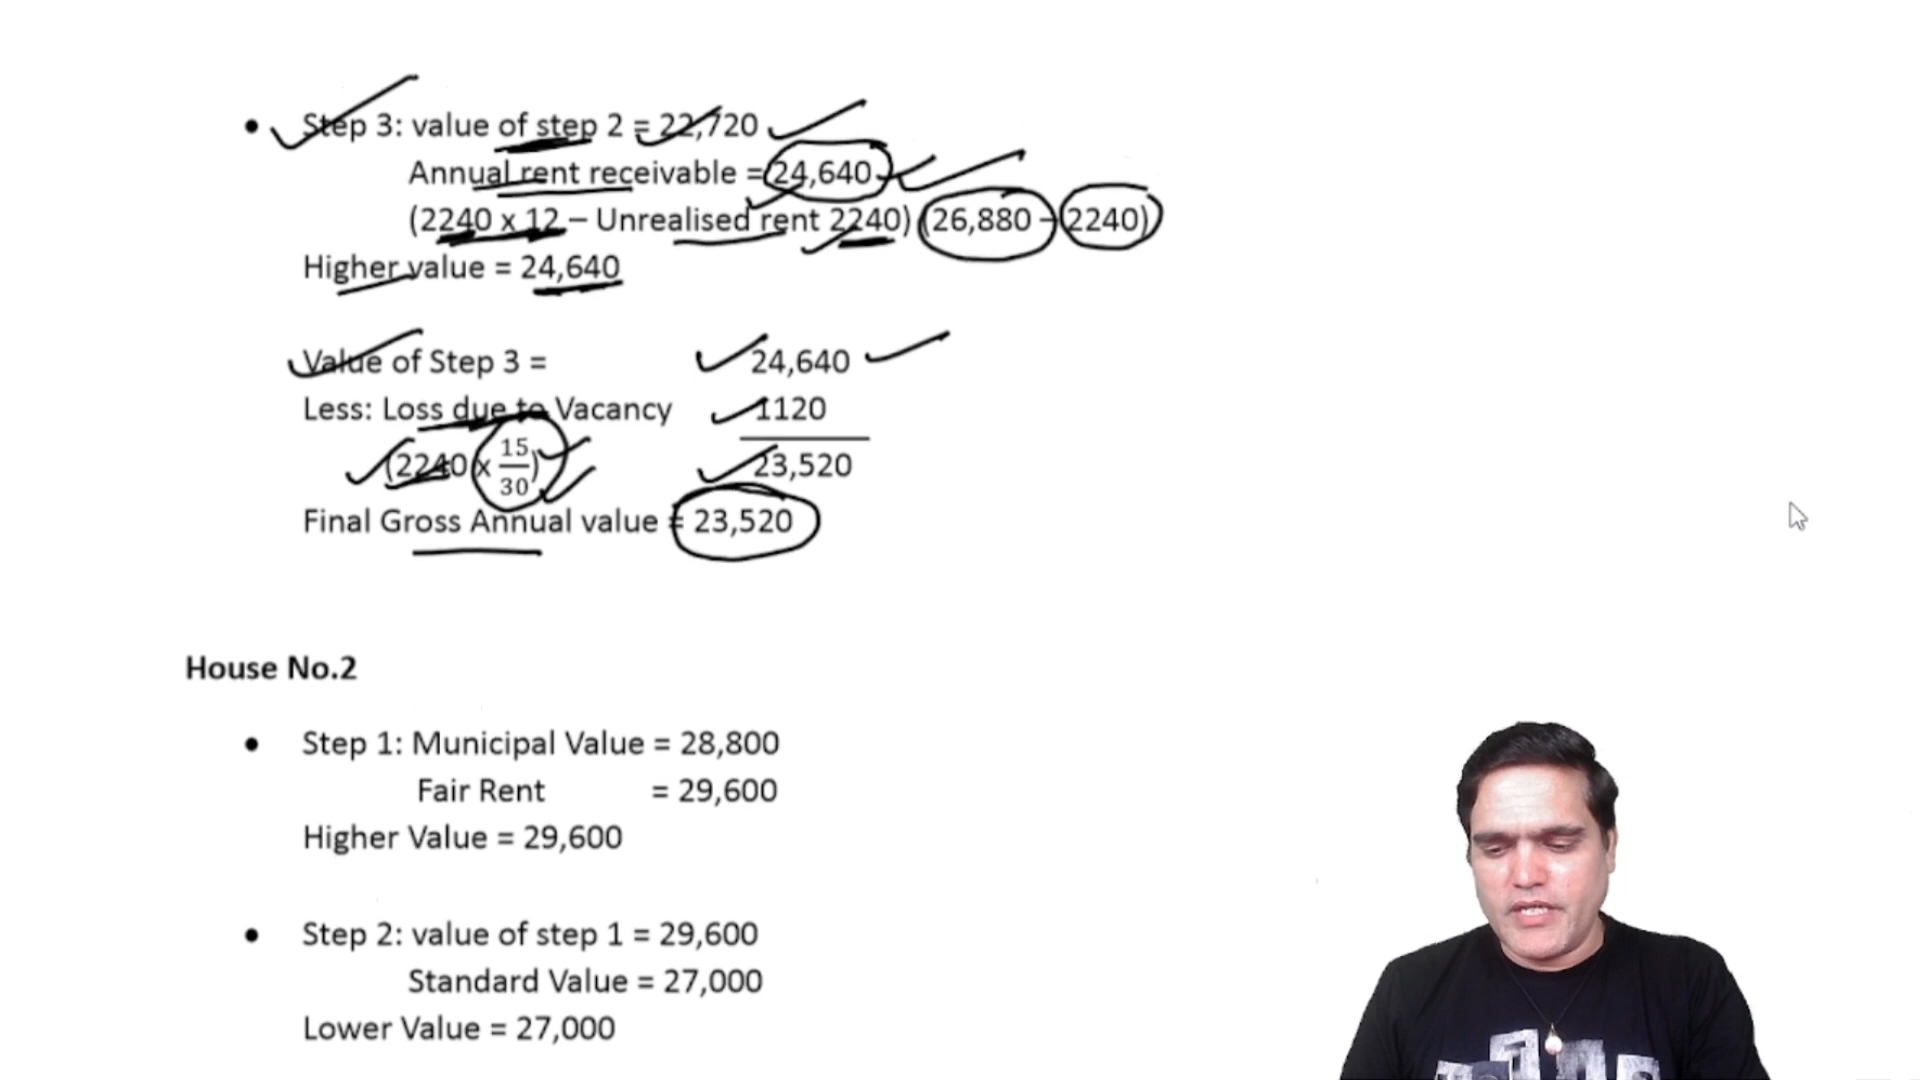 • Step 3: value of step 2 = 22,720
Annual rent receivable = 24,640
(2240 x 12 – Unrealised rent 2240) (26,880 – 2240)
Higher value = 24,640
Value of Step 3 = 24,640
Less: Loss due to Vacancy 1120
(2240 x 15/30) 23,520
Final Gross Annual value = 23,520
House No.2
• Step 1: Municipal Value = 28,800
Fair Rent = 29,600
Higher Value = 29,600
• Step 2: value of step 1 = 29,600
Standard Value = 27,000
Lower Value = 27,000